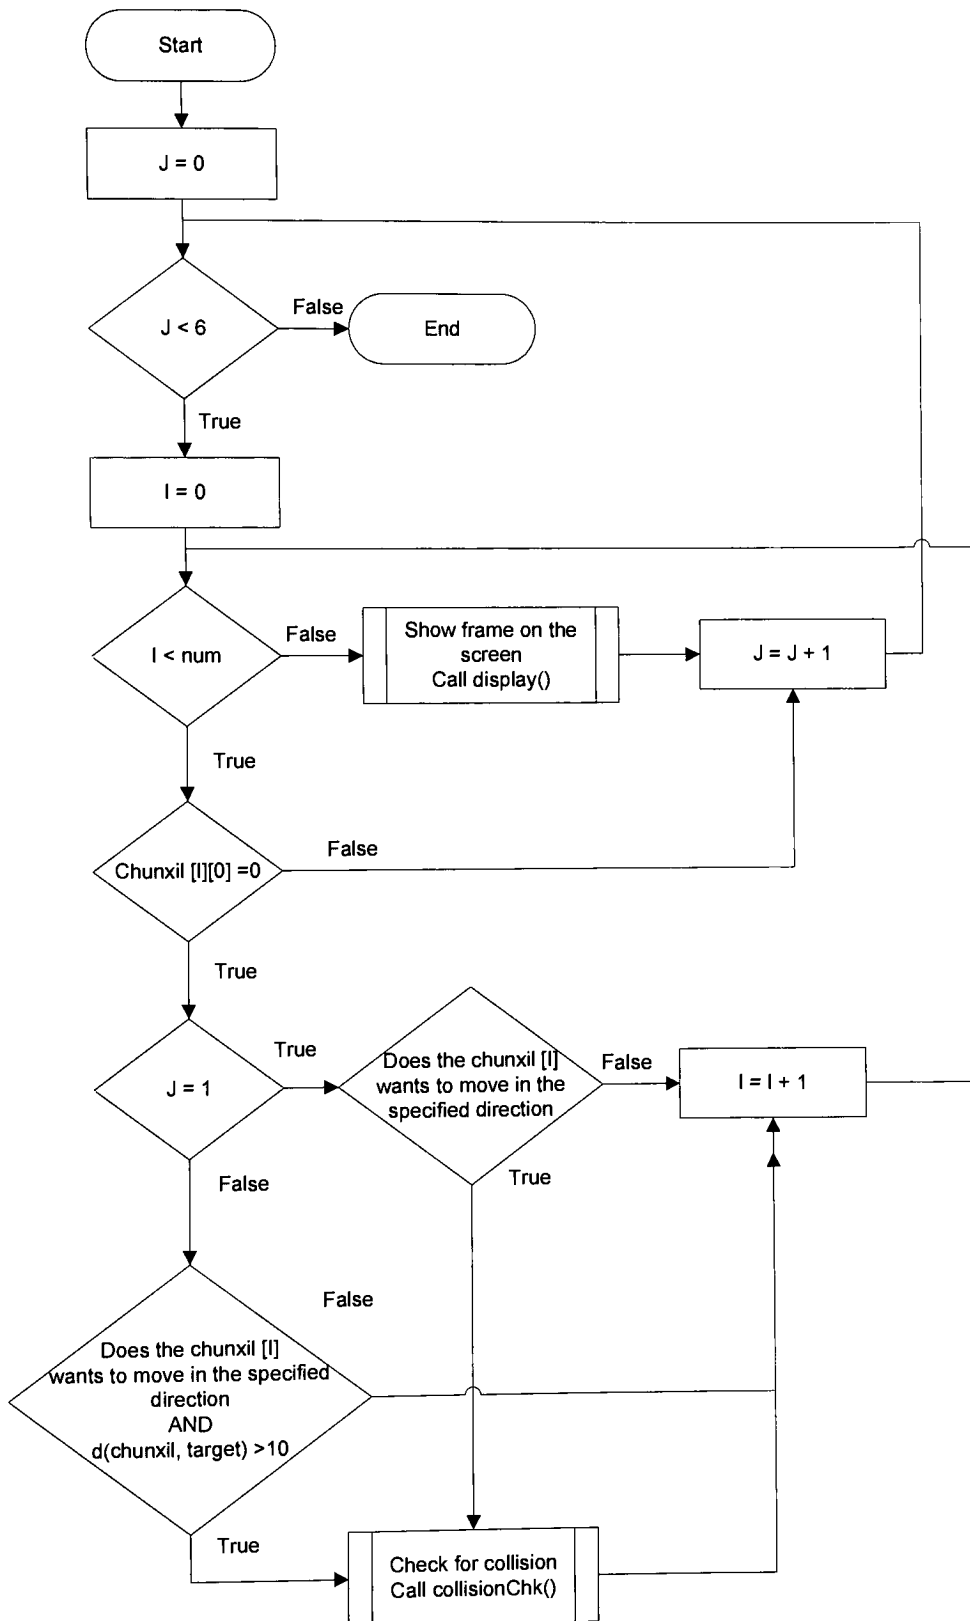 Start
J = 0
J < 6
False
End
True
I = 0
I < num
False
Show frame on the
screen
Call display()
J = J + 1
True
Chunxil [I][0] =0
False
True
J = 1
True
Does the chunxil [I]
wants to move in the
specified direction
False
I = I + 1
False
True
False
Does the chunxil [I]
wants to move in the specified
direction
AND
d(chunxil, target) >10
True
Check for collision
Call collisionChk()